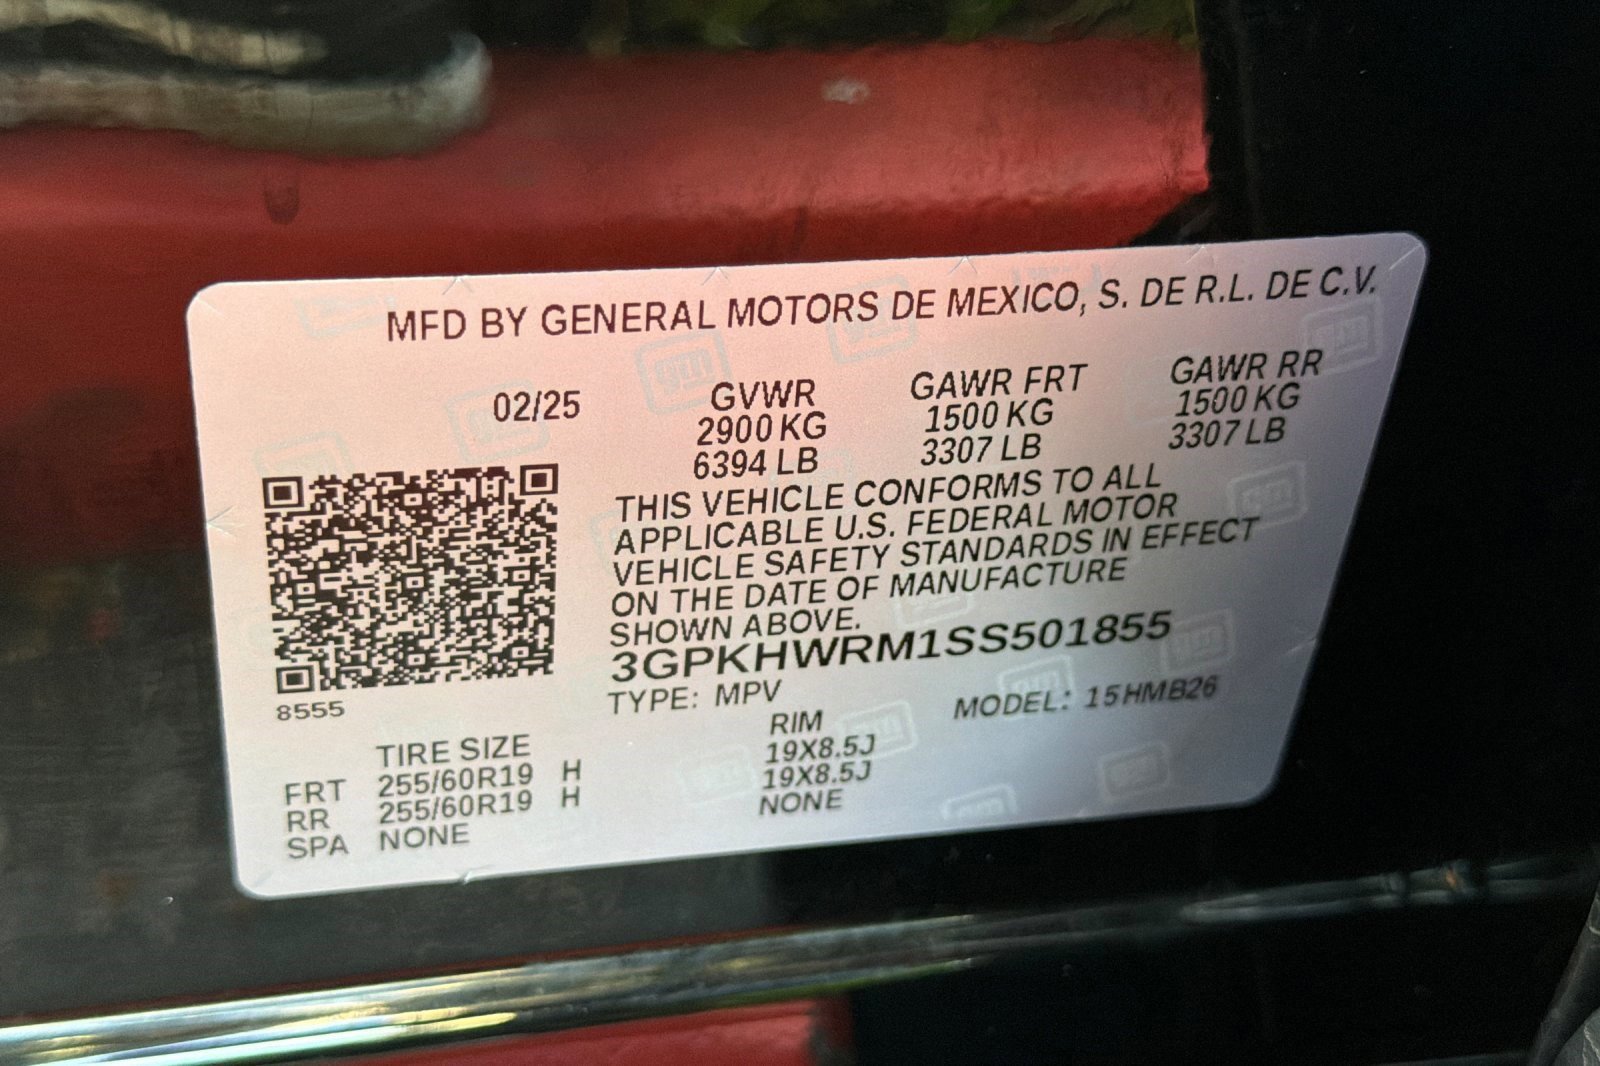 MFD BY GENERAL MOTORS DE MEXICO, S. DE R.L. DE C.V.
02/25 GVWR GAWR FRT GAWR RR
2900 KG 1500 KG 1500 KG
6394 LB 3307 LB 3307 LB
THIS VEHICLE CONFORMS TO ALL
APPLICABLE U.S. FEDERAL MOTOR
VEHICLE SAFETY STANDARDS IN EFFECT
ON THE DATE OF MANUFACTURE
SHOWN ABOVE.
3GPKHWRM1SS501855
8555
TYPE: MPV MODEL: 15HMB26
TIRE SIZE RIM
FRT 255/60R19 H 19X8.5J
RR 255/60R19 H 19X8.5J
SPA NONE NONE